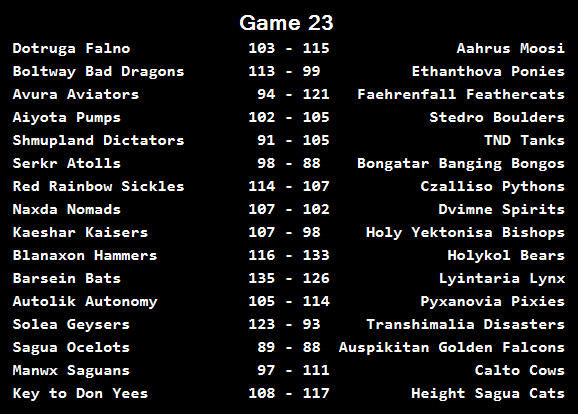 Game 23
Dotruga Falno 103 - 115 Aahrus Moosi
Boltway Bad Dragons 113 - 99 Ethanthova Ponies
Avura Aviators 94 - 121 Faehrenfall Feathercats
Aiyota Pumps 102 - 105 Stedro Boulders
Shmupland Dictators 91 - 105 TND Tanks
Serkr Atolls 98 - 88 Bongatar Banging Bongos
Red Rainbow Sickles 114 - 107 Czalliso Pythons
Naxda Nomads 107 - 102 Dvimne Spirits
Kaeshar Kaisers 107 - 98 Holy Yektonisa Bishops
Blanaxon Hammers 116 - 133 Holykol Bears
Barsein Bats 135 - 126 Lyintaria Lynx
Autolik Autonomy 105 - 114 Pyxanovia Pixies
Solea Geysers 123 - 93 Transhimalia Disasters
Sagua Ocelots 89 - 88 Auspikitan Golden Falcons
Manwx Saguans 97 - 111 Calto Cows
Key to Don Yees 108 - 117 Height Sagua Cats